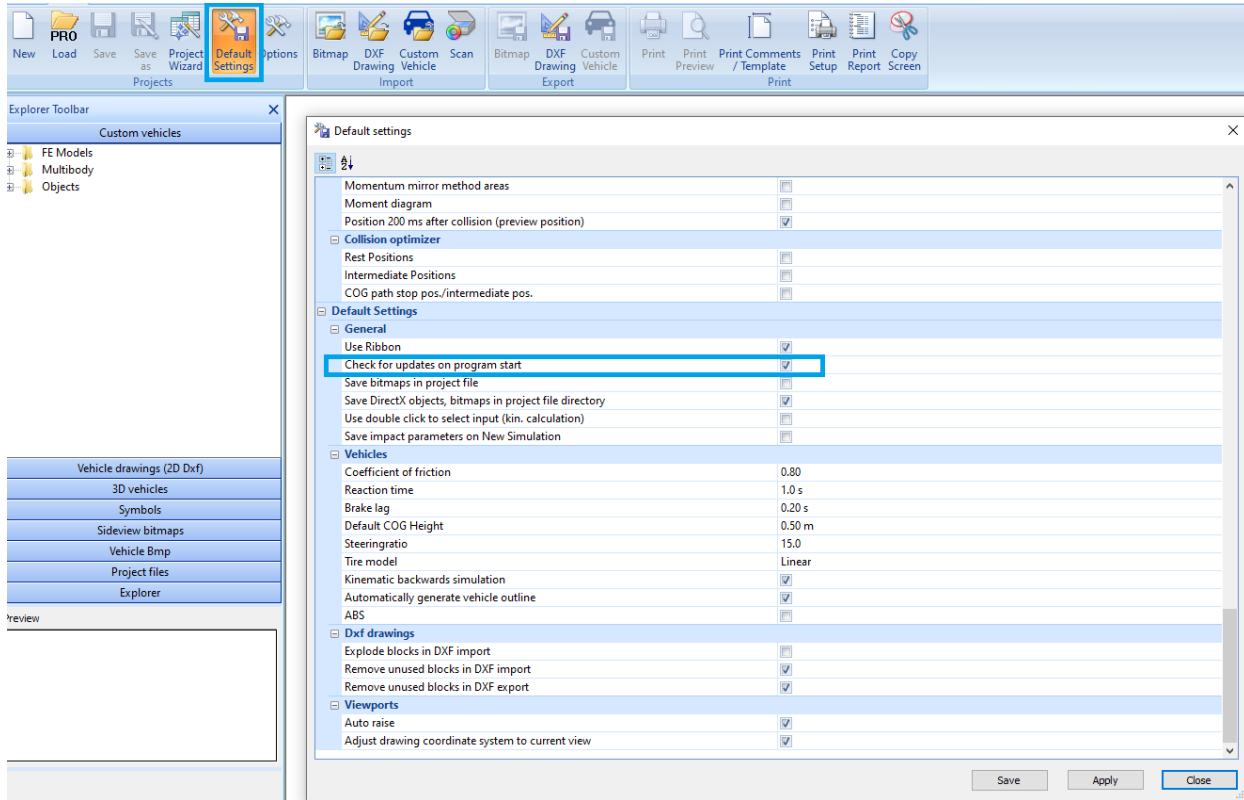 PRO
New Load Save Save as Project Wizard Default Settings Options Bitmap DXF Drawing Custom Vehicle Scan Bitmap DXF Drawing Custom Vehicle Print Print Preview Print Comments / Template Print Setup Print Report Copy Screen
Projects Import Export Print
Explorer Toolbar
Custom vehicles
FE Models
Multibody
Objects
Vehicle drawings (2D Dxf)
3D vehicles
Symbols
Sideview bitmaps
Vehicle Bmp
Project files
Explorer
Preview
Default settings
Momentum mirror method areas
Moment diagram
Position 200 ms after collision (preview position)
Collision optimizer
Rest Positions
Intermediate Positions
COG path stop pos./intermediate pos.
Default Settings
General
Use Ribbon
Check for updates on program start
Save bitmaps in project file
Save DirectX objects, bitmaps in project file directory
Use double click to select input (kin. calculation)
Save impact parameters on New Simulation
Vehicles
Coefficient of friction 0.80
Reaction time 1.0 s
Brake lag 0.20 s
Default COG Height 0.50 m
Steeringratio 15.0
Tire model Linear
Kinematic backwards simulation
Automatically generate vehicle outline
ABS
Dxf drawings
Explode blocks in DXF import
Remove unused blocks in DXF import
Remove unused blocks in DXF export
Viewports
Auto raise
Adjust drawing coordinate system to current view
Save Apply Close